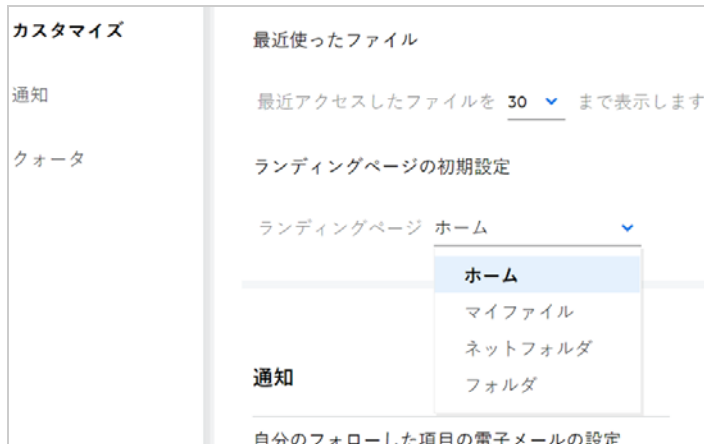 カスタマイズ
通知
クォータ
最近使ったファイル
最近アクセスしたファイルを 30 まで表示します
ランディングページの初期設定
ランディングページ ホーム
ホーム
マイファイル
ネットフォルダ
フォルダ
通知
自分のフォローした項目の電子メールの設定